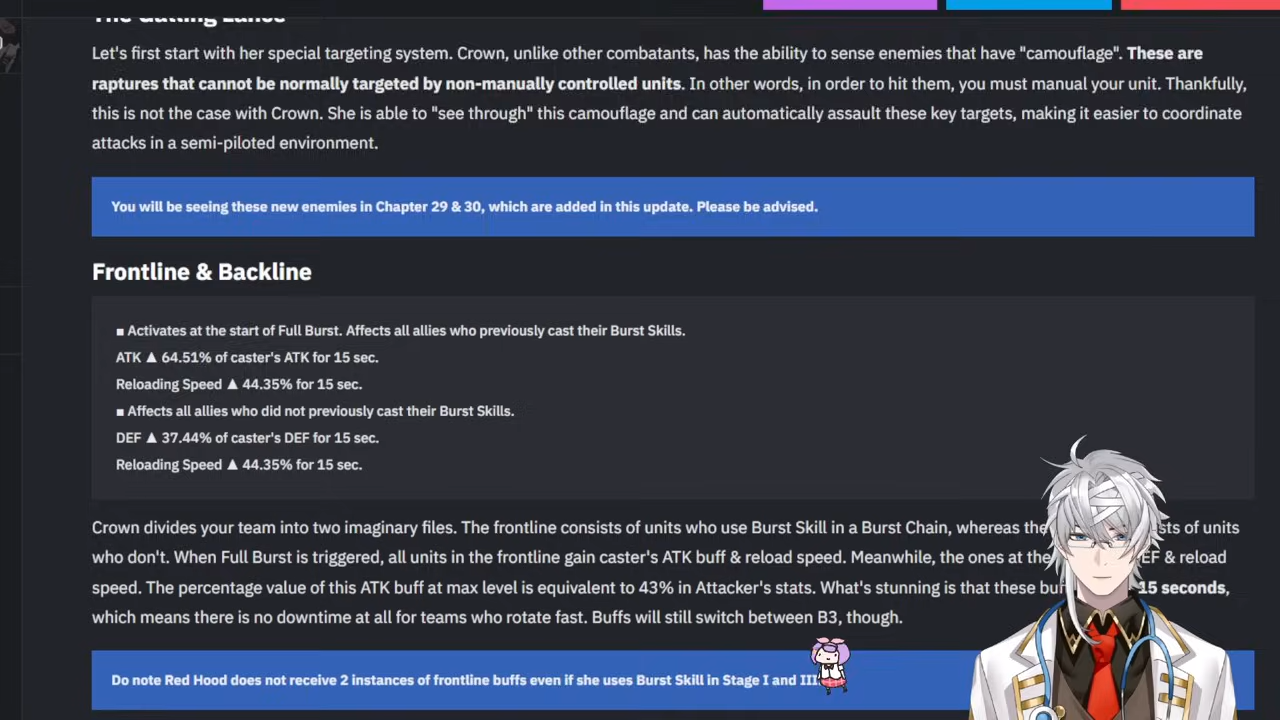 The Gatling Lance
Let's first start with her special targeting system. Crown, unlike other combatants, has the ability to sense enemies that have "camouflage". These are
raptures that cannot be normally targeted by non-manually controlled units. In other words, in order to hit them, you must manual your unit. Thankfully,
this is not the case with Crown. She is able to "see through" this camouflage and can automatically assault these key targets, making it easier to coordinate
attacks in a semi-piloted environment.
You will be seeing these new enemies in Chapter 29 & 30, which are added in this update. Please be advised.
Frontline & Backline
■ Activates at the start of Full Burst. Affects all allies who previously cast their Burst Skills.
ATK ▲ 64.51% of caster's ATK for 15 sec.
Reloading Speed ▲ 44.35% for 15 sec.
■ Affects all allies who did not previously cast their Burst Skills.
DEF ▲ 37.44% of caster's DEF for 15 sec.
Reloading Speed ▲ 44.35% for 15 sec.
Crown divides your team into two imaginary files. The frontline consists of units who use Burst Skill in a Burst Chain, whereas the of units
who don't. When Full Burst is triggered, all units in the frontline gain caster's ATK buff & reload speed. Meanwhile, the ones at the & reload
speed. The percentage value of this ATK buff at max level is equivalent to 43% in Attacker's stats. What's stunning is that these 15 seconds,
which means there is no downtime at all for teams who rotate fast. Buffs will still switch between B3, though.
Do note Red Hood does not receive 2 instances of frontline buffs even if she uses Burst Skill in Stage I and III